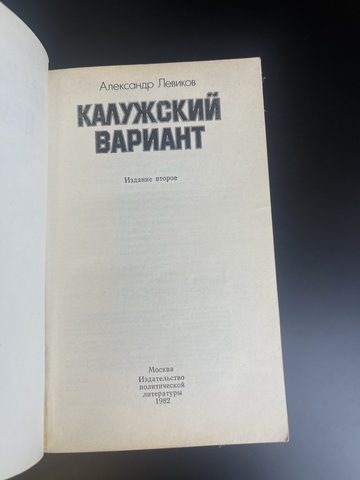 Александр Левиков
КАЛУЖСКИЙ
ВАРИАНТ
Издание второе
Москва
Издательство
политической
литературы
1982